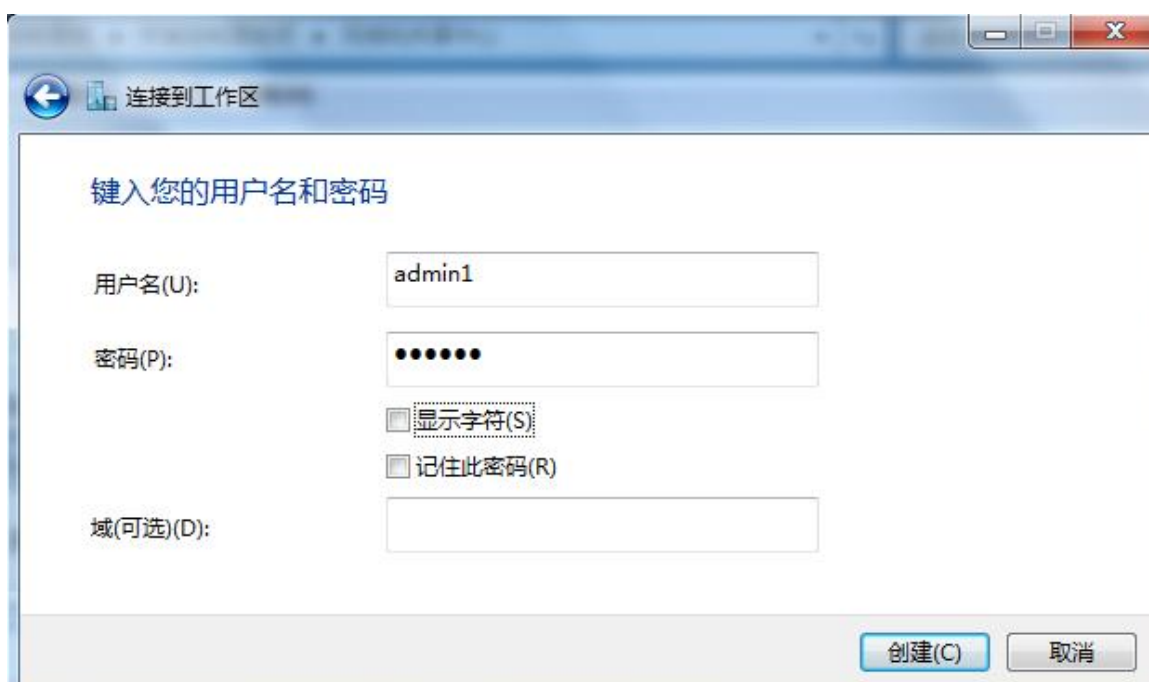 连接到工作区
键入您的用户名和密码
用户名(U):
admin1
密码(P):
••••••
显示字符(S)
记住此密码(R)
域(可选)(D):
创建(C)
取消